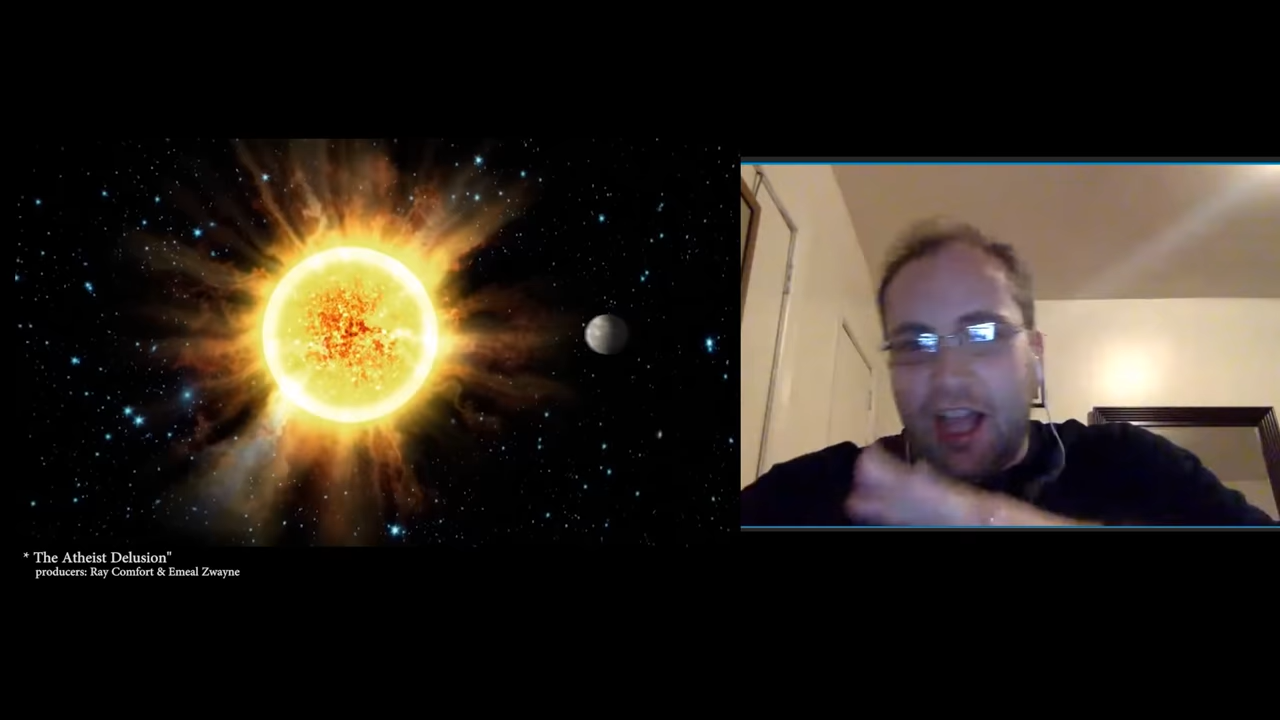 * The Atheist Delusion"
producers: Ray Comfort & Emeal Zwayne